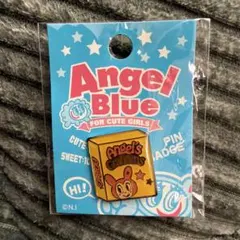 Angel
Blue
FOR CUTE GIRLS
CUTE
SWEET
PIN
BADGE
Angel's
HI!
©N.I